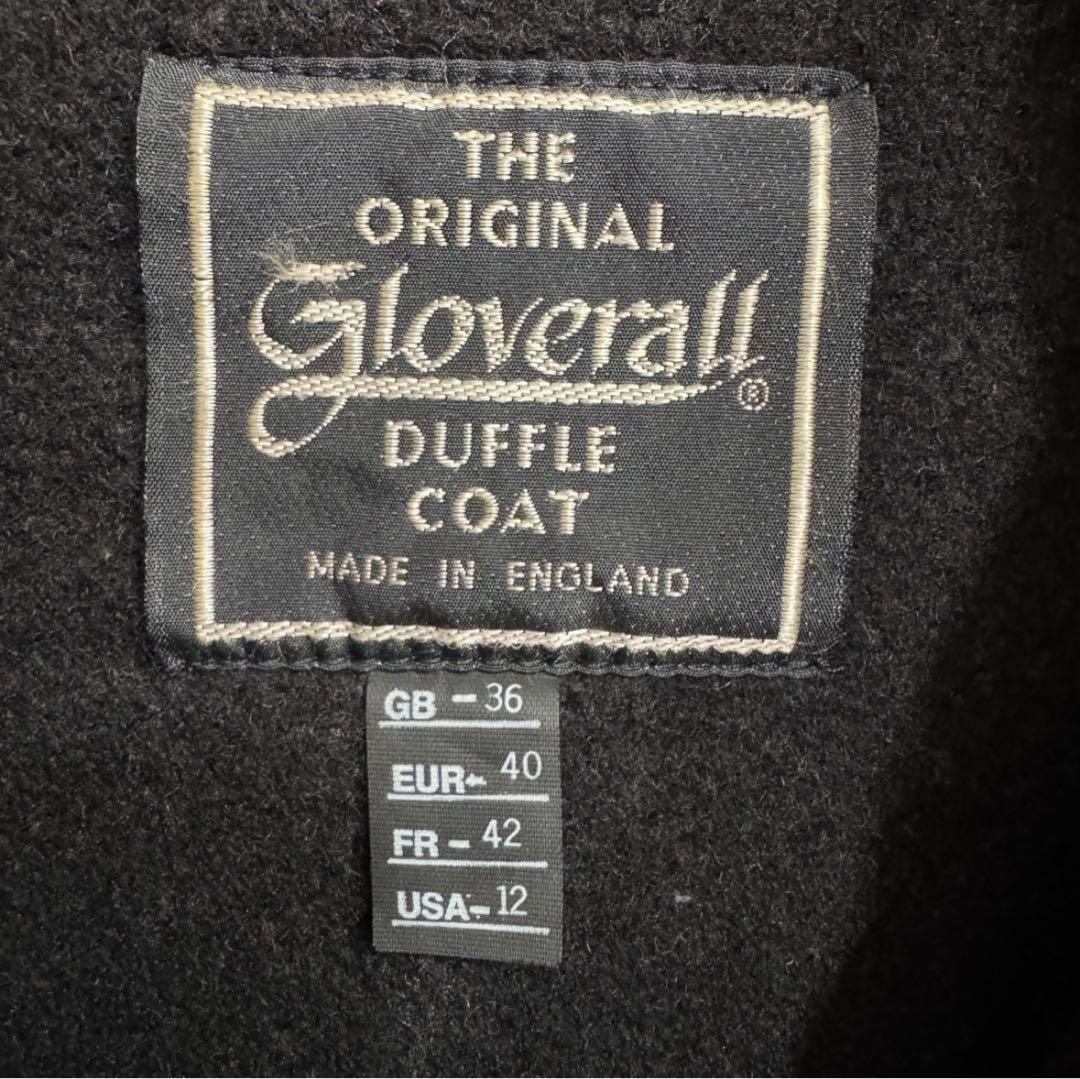 THE
ORIGINAL
Gloverall®
DUFFLE
COAT
MADE IN ENGLAND
GB - 36
EUR- 40
FR - 42
USA- 12